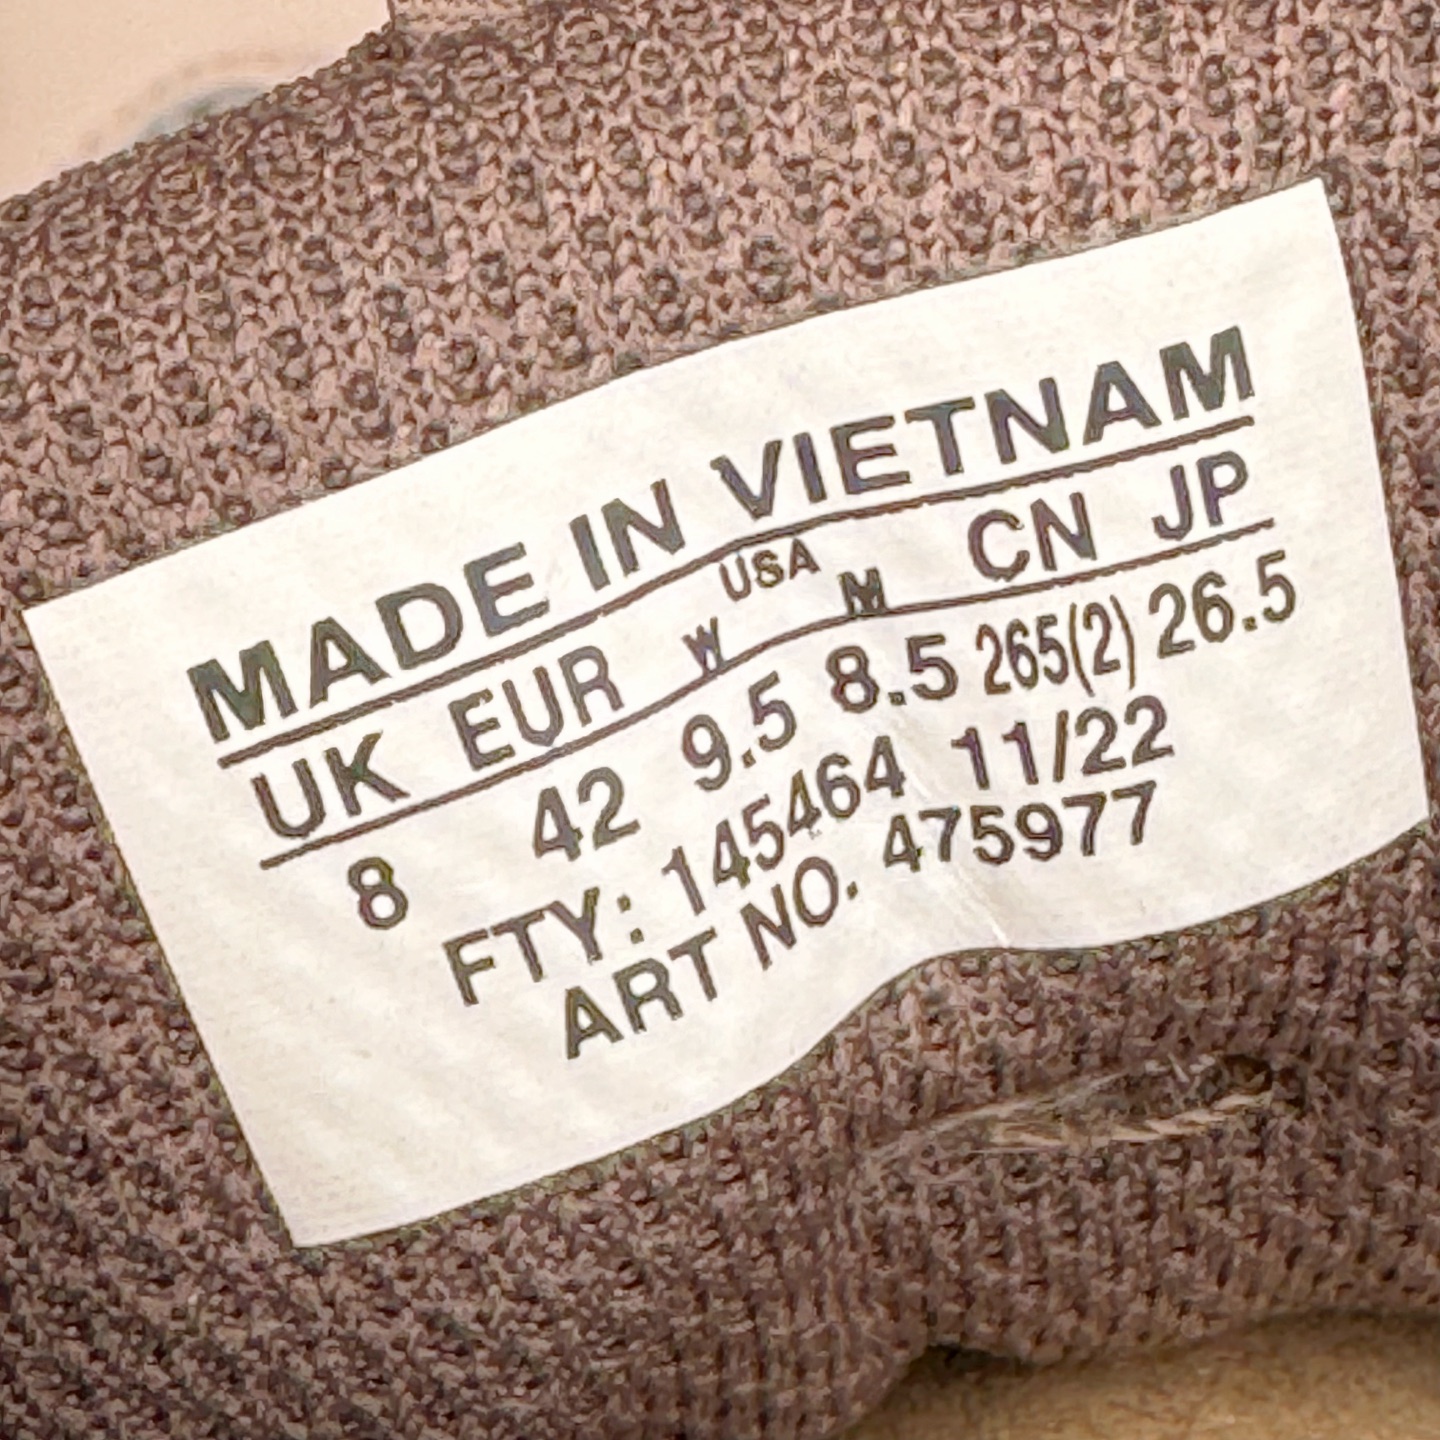 MADE IN VIETNAM
USA
UK EUR W M CN JP
8 42 9.5 8.5 265(2) 26.5
FTY: 145464 11/22
ART NO. 475977